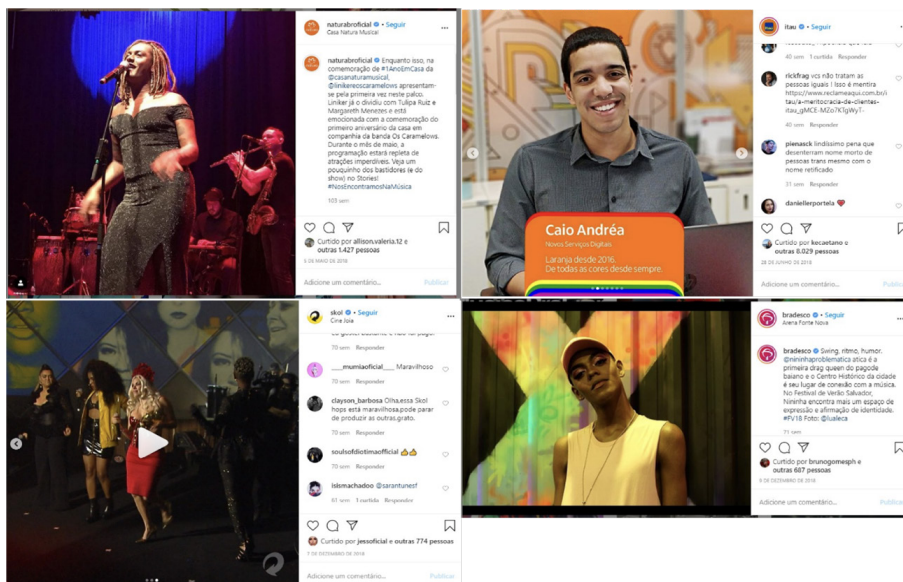 naturabroficial • Seguir
Casa Natura Musical
naturabroficial Enquanto isso, na
comemoração de #1AnoEmCasa da
@casanaturamusical,
@linikereoscaramelows apresentam-
se pela primeira vez neste palco.
Liniker já o dividiu com Tulipa Ruiz e
Margareth Menezes e está
emocionada com a comemoração do
primeiro aniversário da casa em
companhia da banda Os Caramelows.
Durante o mês de maio, a
programação estará repleta de
atrações imperdíveis. Veja um
pouquinho dos bastidores (e do
show) no Stories!
#NosEncontramosNaMúsica
103 sem
Curtido por allison.valeria.12 e
outras 1.427 pessoas
DE MAIO DE 2018
Adicione um comentário...
Publicar
Caio Andréa
Novos Serviços Digitais
Laranja desde 2016.
De todas as cores desde sempre.
itau • Seguir
40 sem 1 curtida Responder
rickfrag vcs não tratam as
pessoas iguais ! Isso é mentira
https://www.reclameaqui.com.br/i
tau/a-meritocracia-de-clientes-
itau_gMCE-MZo7KTgWyT-
40 sem Responder
pienasck lindíssimo pena que
desenterram nome morto de
pessoas trans mesmo com o
nome retificado
31 sem Responder
daniellerportela
Curtido por kecaetano e
outras 8.029 pessoas
28 DE JUNHO DE 2018
Adicione um comentário...
Publicar
skol • Seguir
Cine Joia
70 sem Responder
____mumiaoficial____ Maravilhoso
70 sem Responder
clayson_barbosa Olha,essa Skol
hops está maravilhosa,pode parar
de produzir as outras.grato.
70 sem Responder
soulsofdiotimaofficial
70 sem Responder
isismachadoo @sarantunesf
61 sem 1 curtida Responder
Curtido por jessoficial e outras 774 pessoas
7 DE DEZEMBRO DE 2018
Adicione um comentário...
Publicar
bradesco • Seguir
Arena Fonte Nova
bradesco Swing, ritmo, humor.
@nininhaproblematica atica é a
primeira drag queen do pagode
baiano e o Centro Histórico da cidade
é seu lugar de conexão com a música.
No Festival de Verão Salvador,
Nininha encontra mais um espaço de
expressão e afirmação de identidade.
#FV18 Foto: @lualeca
71 sem
Curtido por brunogomesph e
outras 687 pessoas
DE DEZEMBRO DE 2018
Adicione um comentário...
Publicar